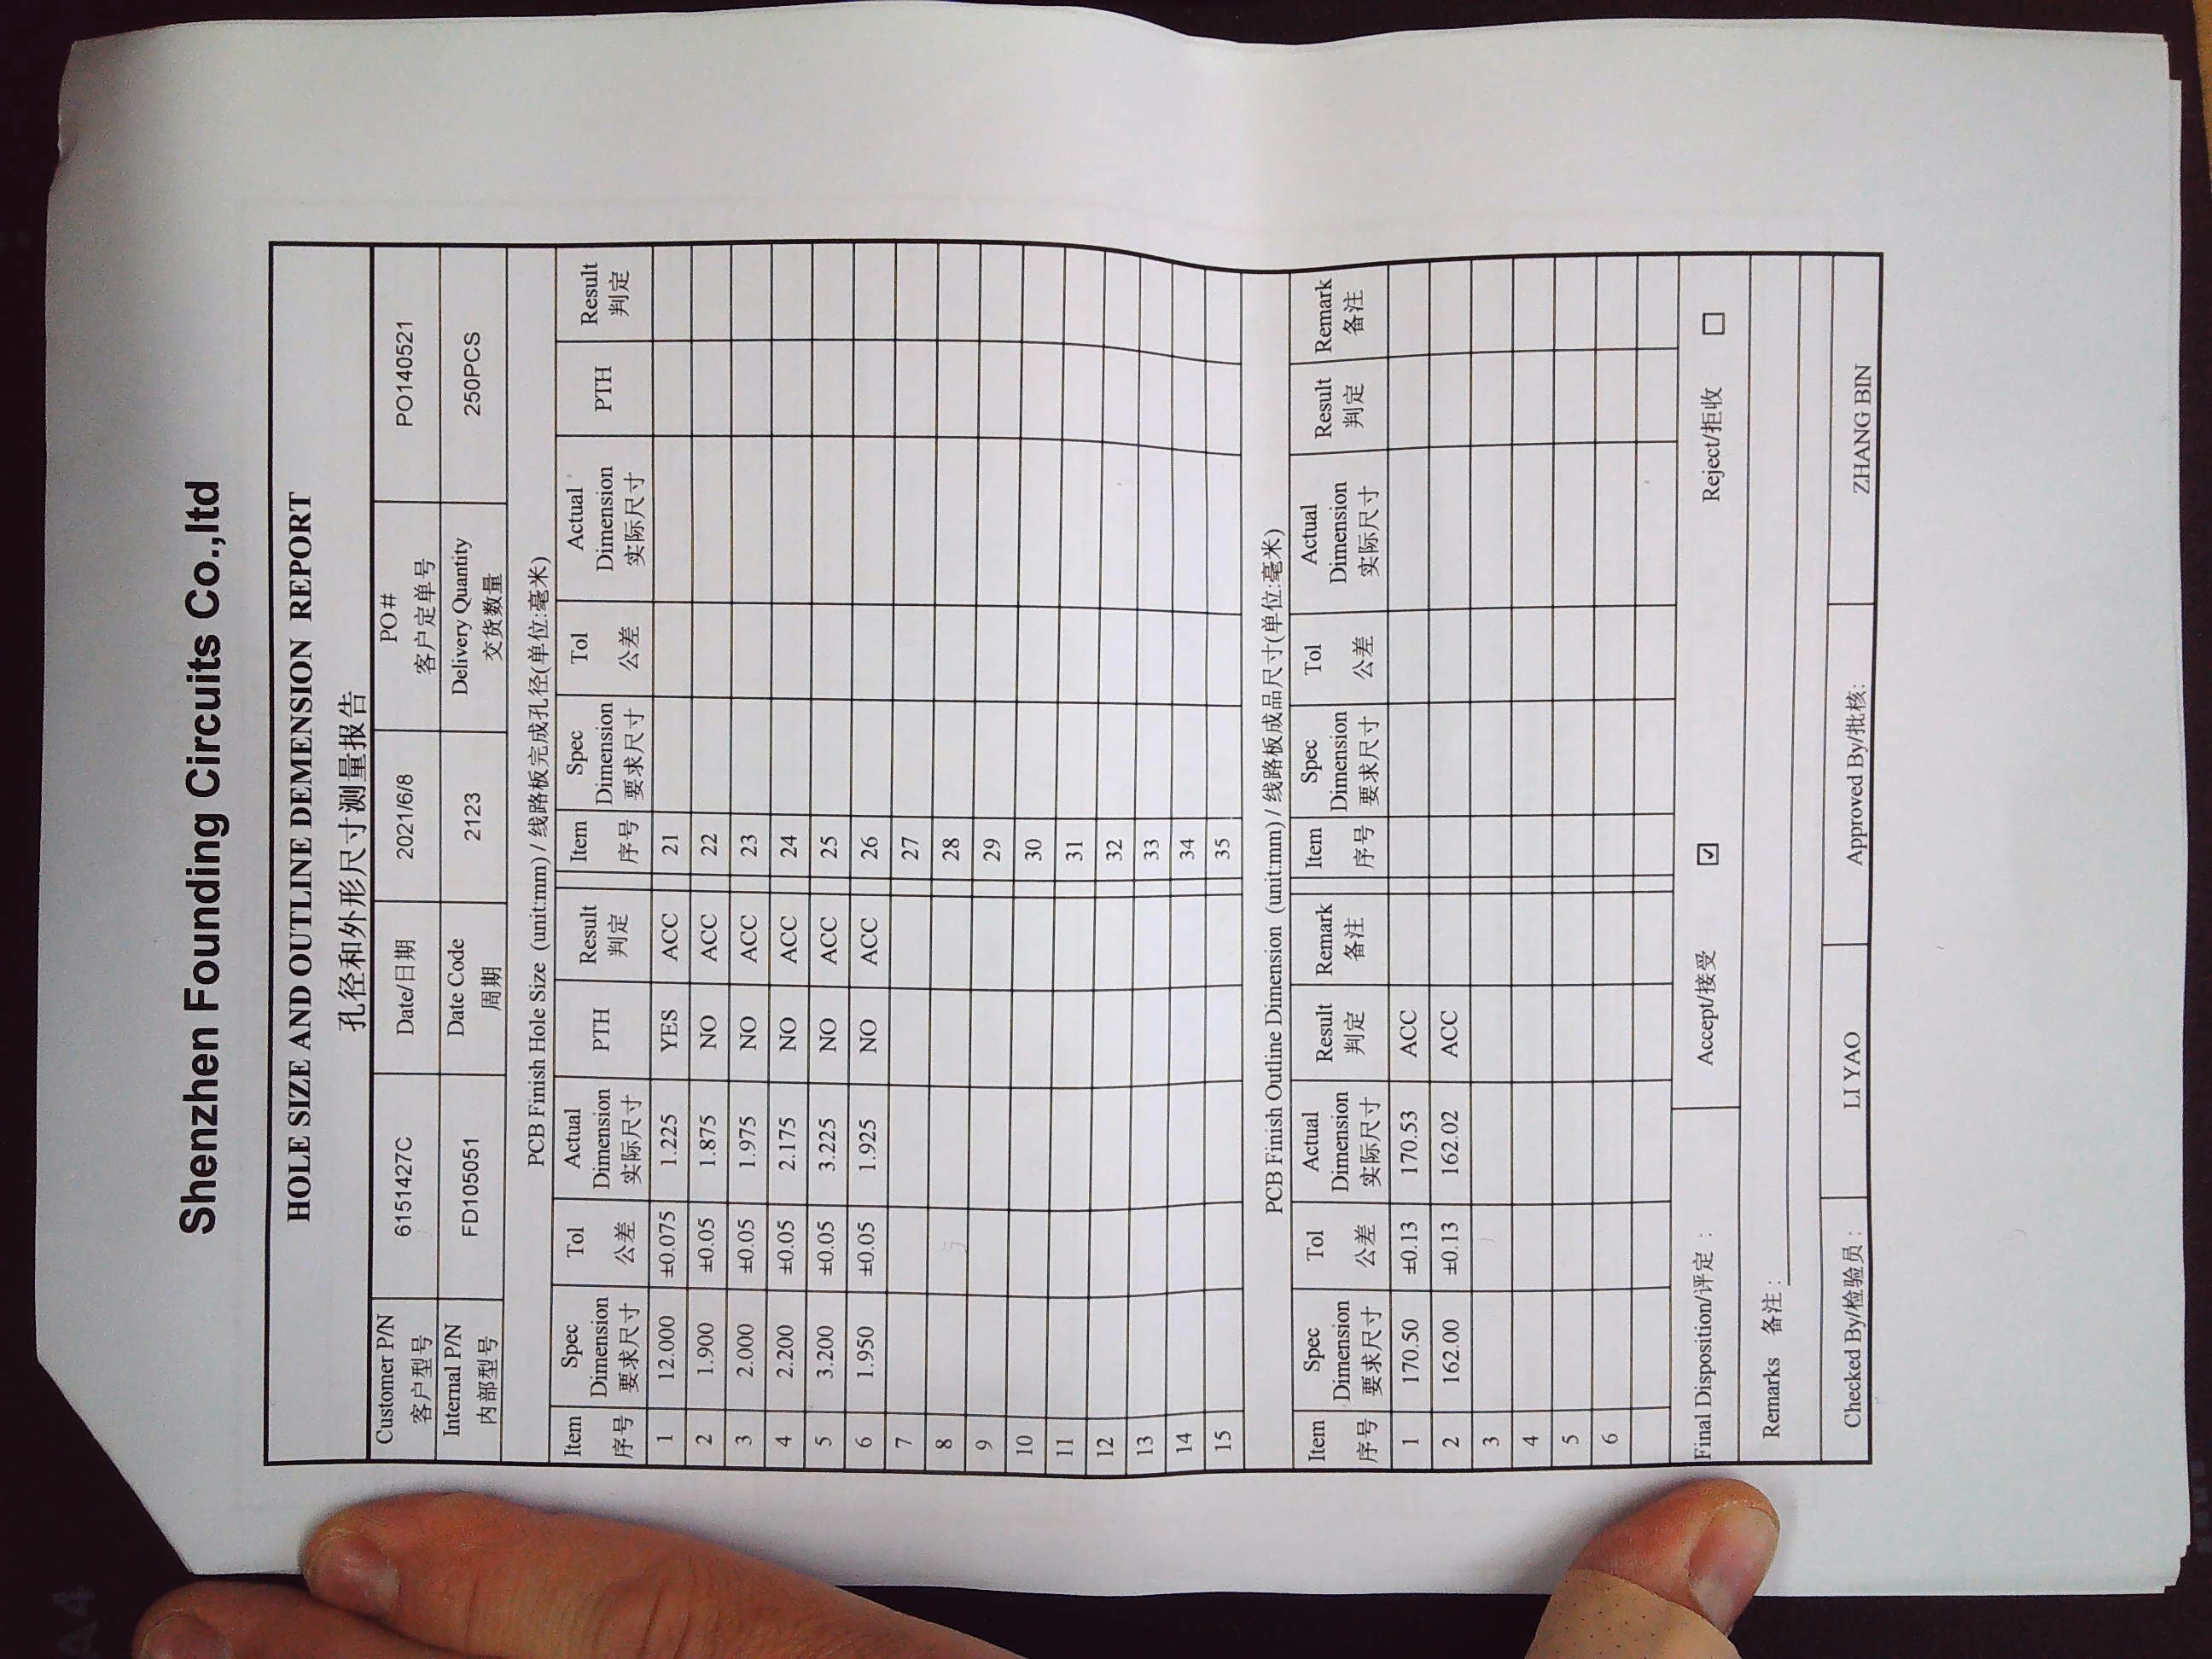 Shenzhen Founding Circuits Co.,ltd
HOLE SIZE AND OUTLINE DEMENSION REPORT
孔径和外形尺寸测量报告
Customer P/N 客户型号 6151427C Date/日期 2021/6/8 PO# 客户定单号 PO140521
Internal P/N 内部型号 FD105051 Date Code 周期 2123 Delivery Quantity 交货数量 250PCS
PCB Finish Hole Size (unit:mm) / 线路板完成孔径(单位:毫米)
Item 序号 Spec Dimension 要求尺寸 Tol 公差 Actual Dimension 实际尺寸 PTH Result 判定 Item 序号 Spec Dimension 要求尺寸 Tol 公差 Actual Dimension 实际尺寸 PTH Result 判定
1 12.000 ±0.075 1.225 YES ACC 21
2 1.900 ±0.05 1.875 NO ACC 22
3 2.000 ±0.05 1.975 NO ACC 23
4 2.200 ±0.05 2.175 NO ACC 24
5 3.200 ±0.05 3.225 NO ACC 25
6 1.950 ±0.05 1.925 NO ACC 26
7 27
8 28
9 29
10 30
11 31
12 32
13 33
14 34
15 35
PCB Finish Outline Dimension (unit:mm) / 线路板成品尺寸(单位:毫米)
Item 序号 Spec Dimension 要求尺寸 Tol 公差 Actual Dimension 实际尺寸 Result 判定 Remark 备注 Item 序号 Spec Dimension 要求尺寸 Tol 公差 Actual Dimension 实际尺寸 Result 判定 Remark 备注
1 170.50 ±0.13 170.53 ACC
2 162.00 ±0.13 162.02 ACC
3
4
5
6
Final Disposition/评定: Accept/接受 ☑ Reject/拒收 ☐
Remarks 备注:
Checked By/检验员: LI YAO Approved By/批核: ZHANG BIN
A4